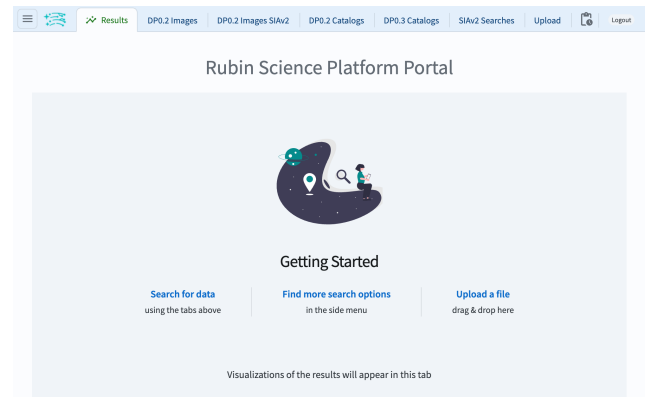 Results DP0.2 Images DP0.2 Images SIAv2 DP0.2 Catalogs DP0.3 Catalogs SIAv2 Searches Upload Logout
Rubin Science Platform Portal
Getting Started
Search for data Find more search options Upload a file
using the tabs above in the side menu drag & drop here
Visualizations of the results will appear in this tab